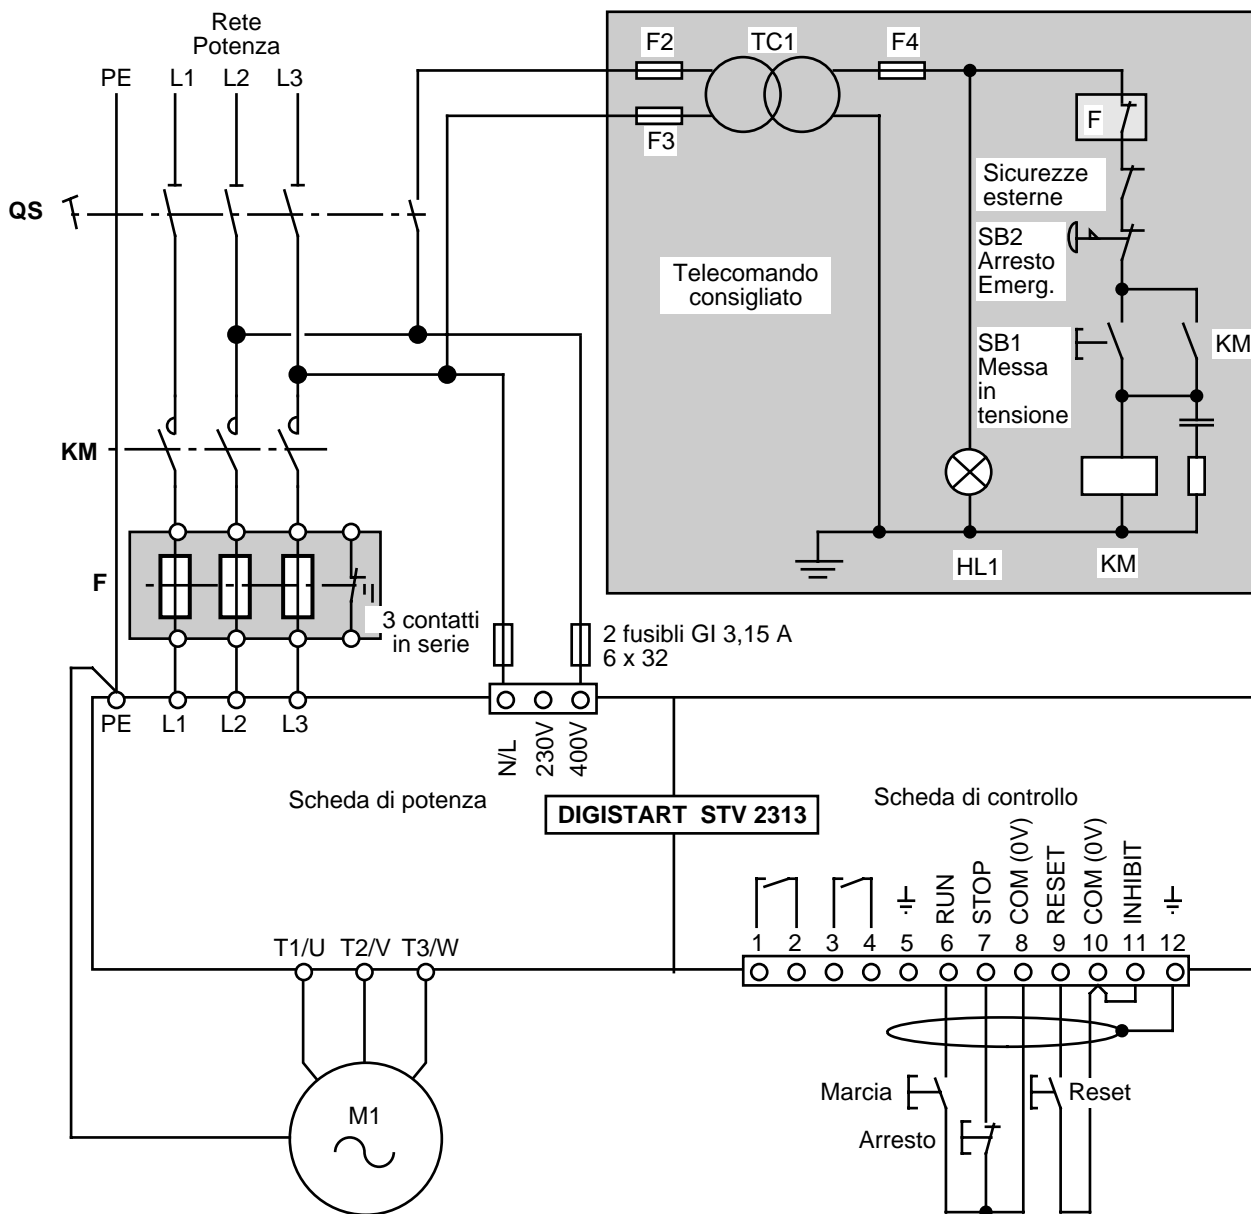 Rete
Potenza
PE L1 L2 L3
F2
TC1
F4
F3
F
QS
Sicurezze
esterne
SB2
Arresto
Emerg.
Telecomando
consigliato
SB1
Messa
in
tensione
KM
KM
HL1
KM
F
3 contatti
in serie
2 fusibli GI 3,15 A
6 x 32
PE L1 L2 L3
N/L
230V
400V
Scheda di potenza
DIGISTART STV 2313
Scheda di controllo
RUN
STOP
COM (0V)
RESET
COM (0V)
INHIBIT
1 2 3 4 5 6 7 8 9 10 11 12
T1/U T2/V T3/W
M1
Marcia
Reset
Arresto